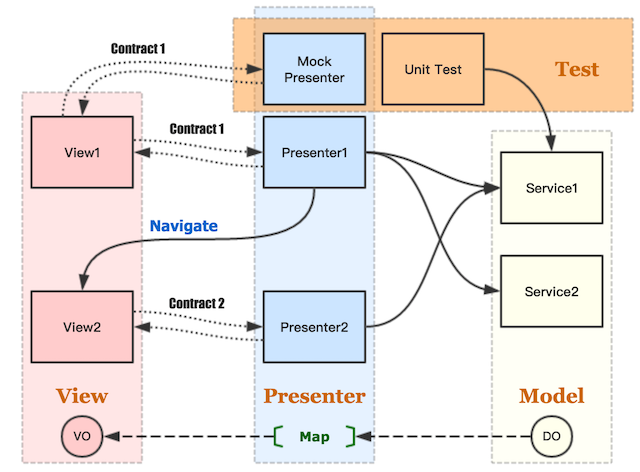 Contract 1
Mock
Presenter
Unit Test
Test
Contract 1
View1
Presenter1
Service1
Navigate
Service2
Contract 2
View2
Presenter2
View
Presenter
Model
VO
Map
DO